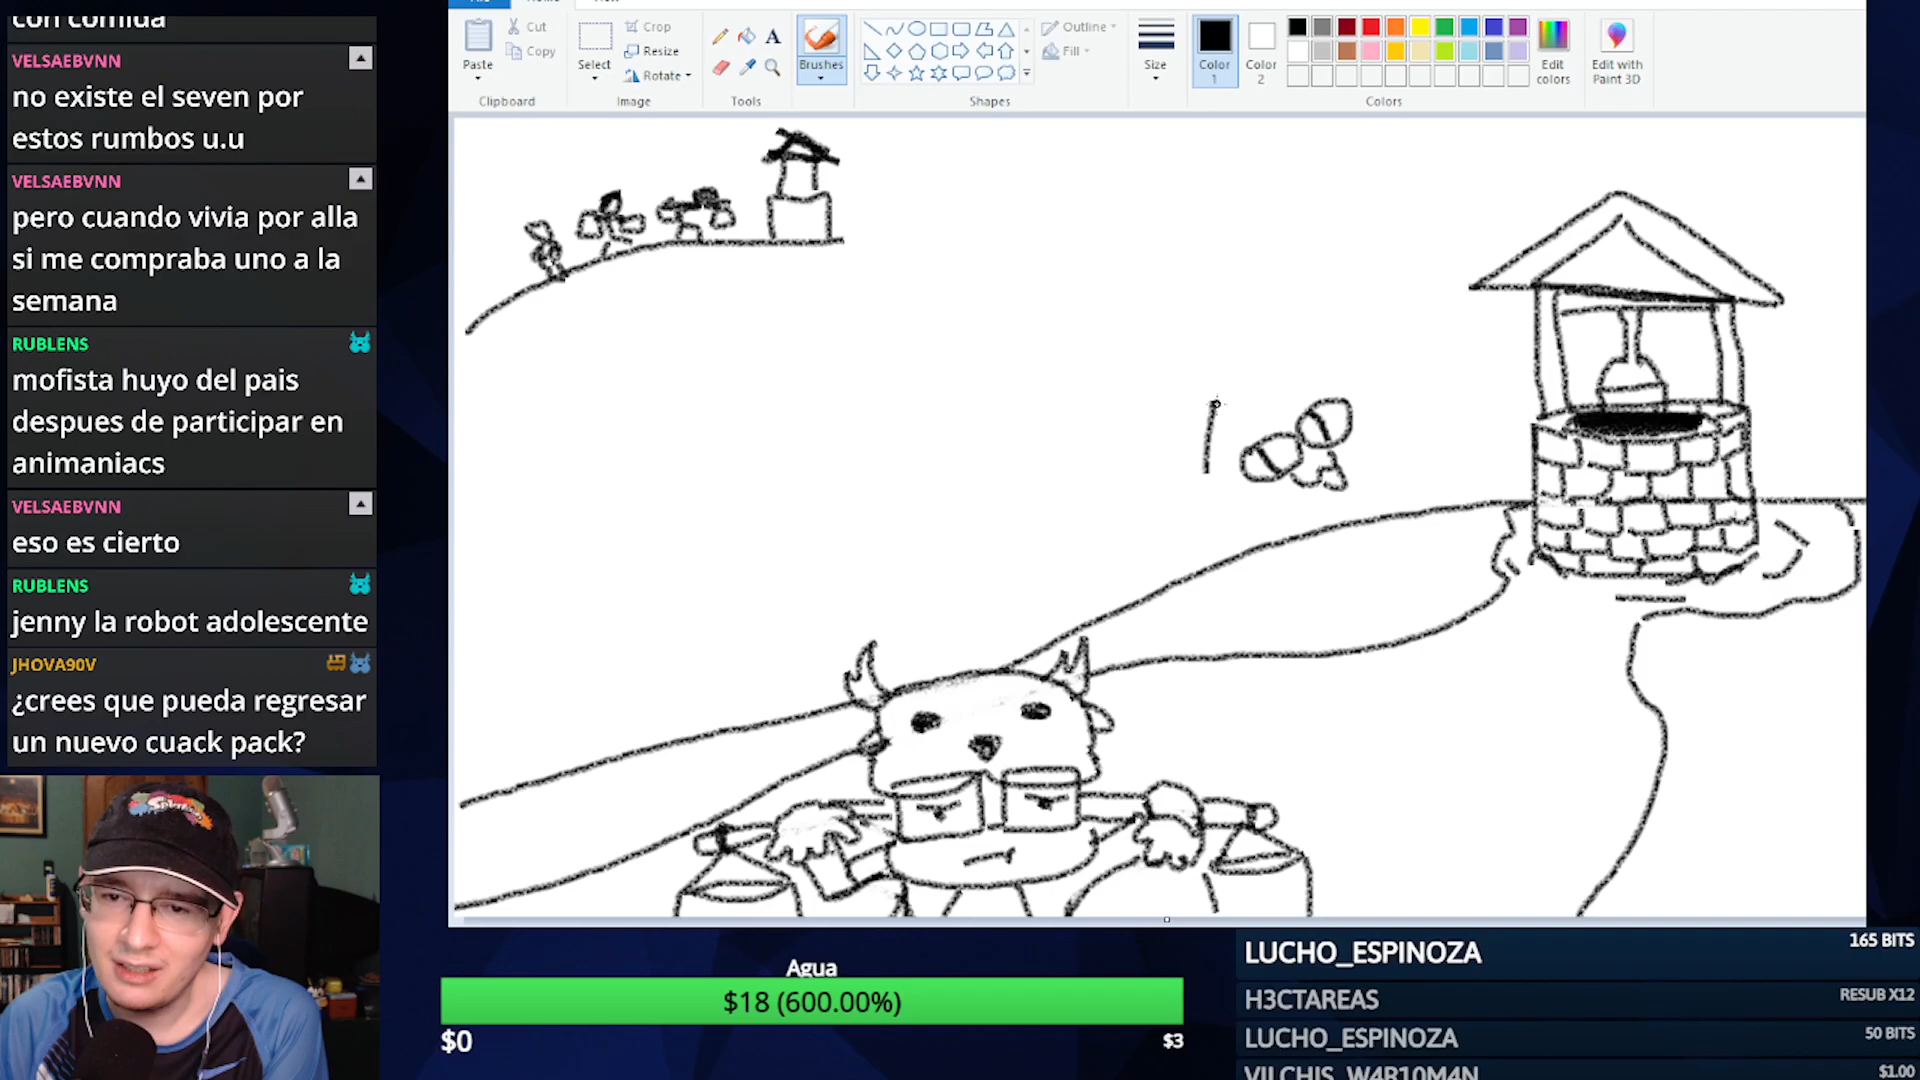 con comida
VELSAEBVNN
no existe el seven por
estos rumbos u.u
VELSAEBVNN
pero cuando vivia por alla
si me compraba uno a la
semana
RUBLENS
mofista huyo del pais
despues de participar en
animaniacs
VELSAEBVNN
eso es cierto
RUBLENS
jenny la robot adolescente
JHOVA90V
¿crees que pueda regresar
un nuevo cuack pack?
Paste
Cut
Copy
Clipboard
Select
Crop
Resize
Rotate
Image
A
Tools
Brushes
Shapes
Outline
Fill
Size
Color
1
Color
2
Edit
colors
Colors
Edit with
Paint 3D
Agua
$18 (600.00%)
$0
$3
LUCHO_ESPINOZA
165 BITS
H3CTAREAS
RESUB X12
LUCHO_ESPINOZA
50 BITS
VILCHIS_W4R10M4N
$1.00